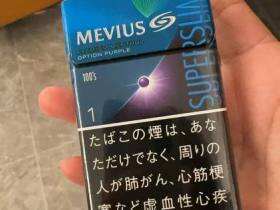 MEVIUS
OPTION PURPLE
100's
SUPERSLIM
1
たばこの煙は、あな
ただけでなく、周りの
人が肺がん、心筋梗
塞など虚血性心疾